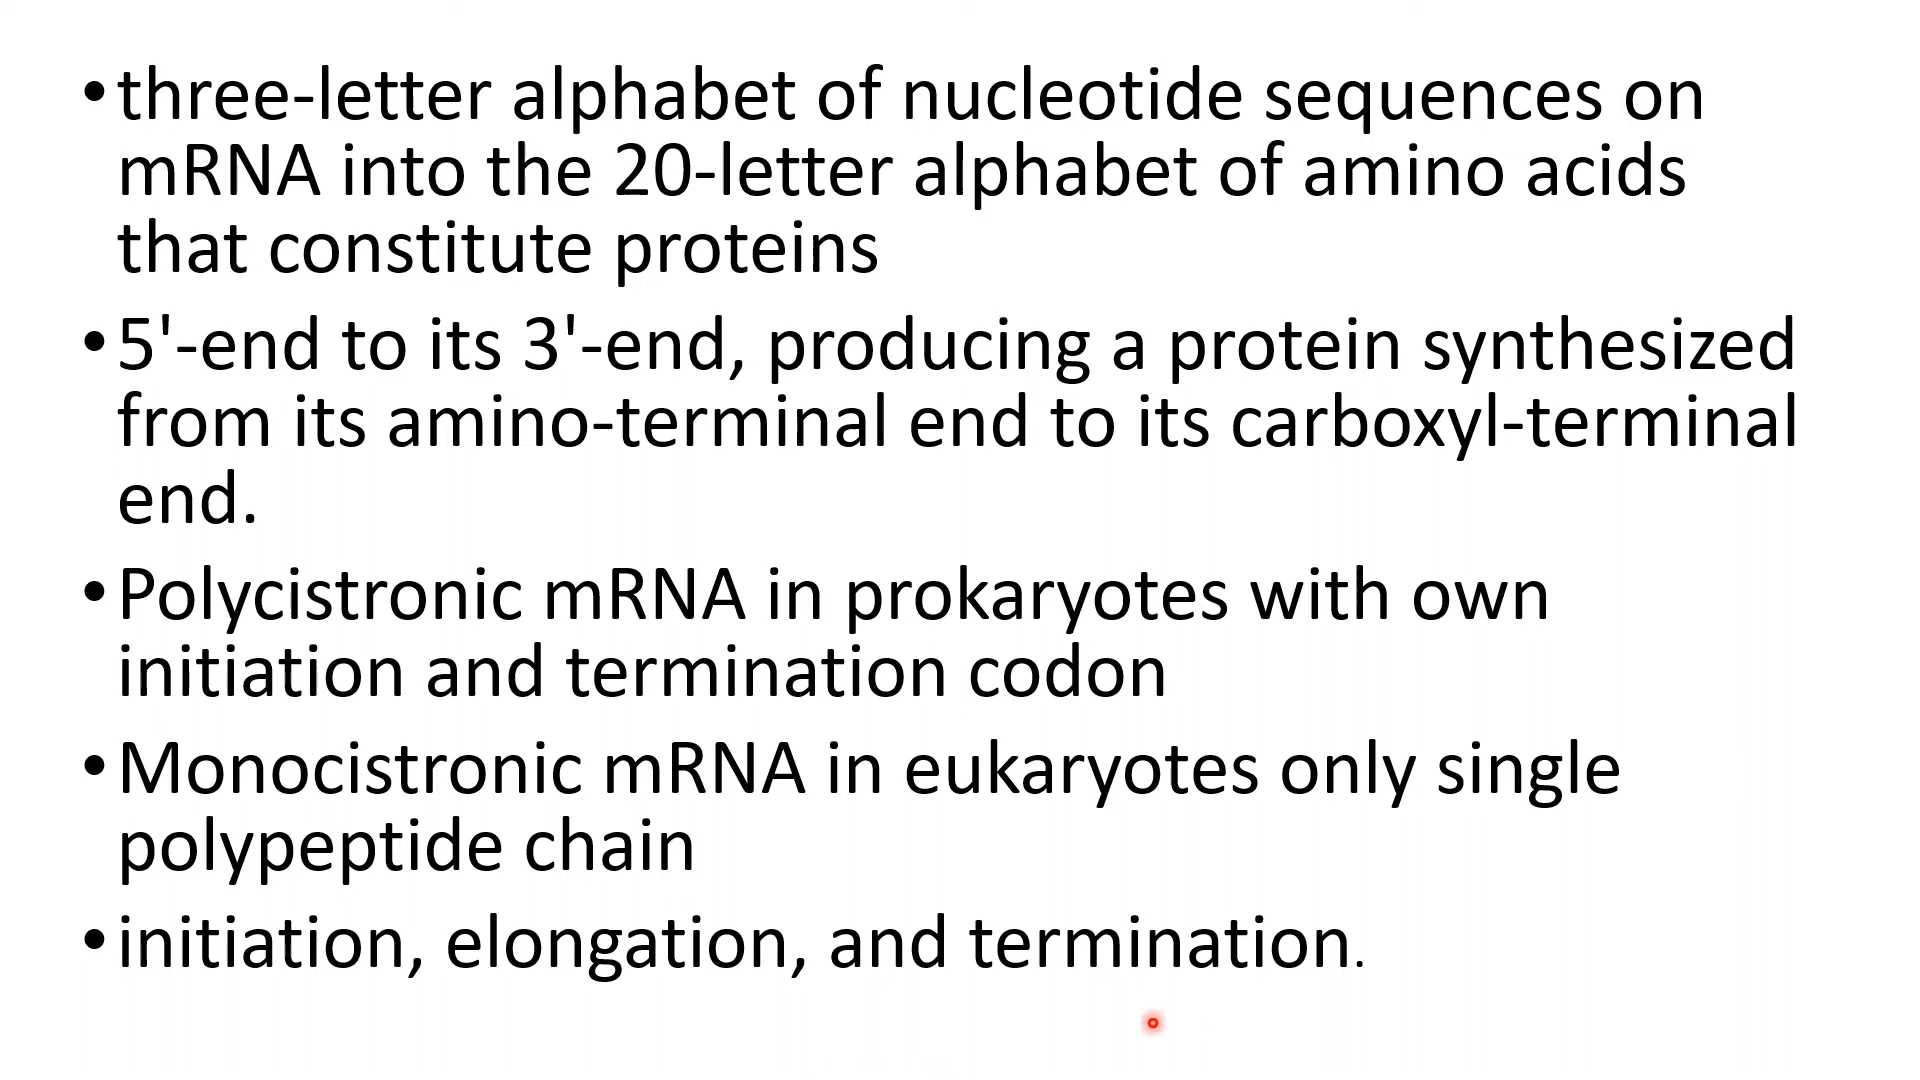 •three-letter alphabet of nucleotide sequences on
mRNA into the 20-letter alphabet of amino acids
that constitute proteins
•5'-end to its 3'-end, producing a protein synthesized
from its amino-terminal end to its carboxyl-terminal
end.
•Polycistronic mRNA in prokaryotes with own
initiation and termination codon
•Monocistronic mRNA in eukaryotes only single
polypeptide chain
•initiation, elongation, and termination.